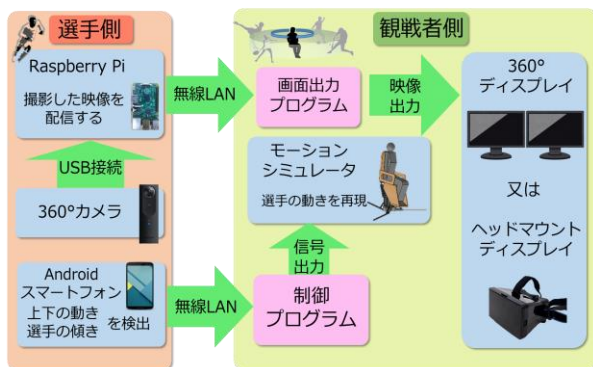 選手側
Raspberry Pi
撮影した映像を
配信する
USB接続
360°カメラ
Android
スマートフォン
上下の動き
選手の傾き
を検出
無線LAN
無線LAN
観戦者側
画面出力
プログラム
映像
出力
モーション
シミュレータ
選手の動きを再現
信号
出力
制御
プログラム
360°
ディスプレイ
又は
ヘッドマウント
ディスプレイ